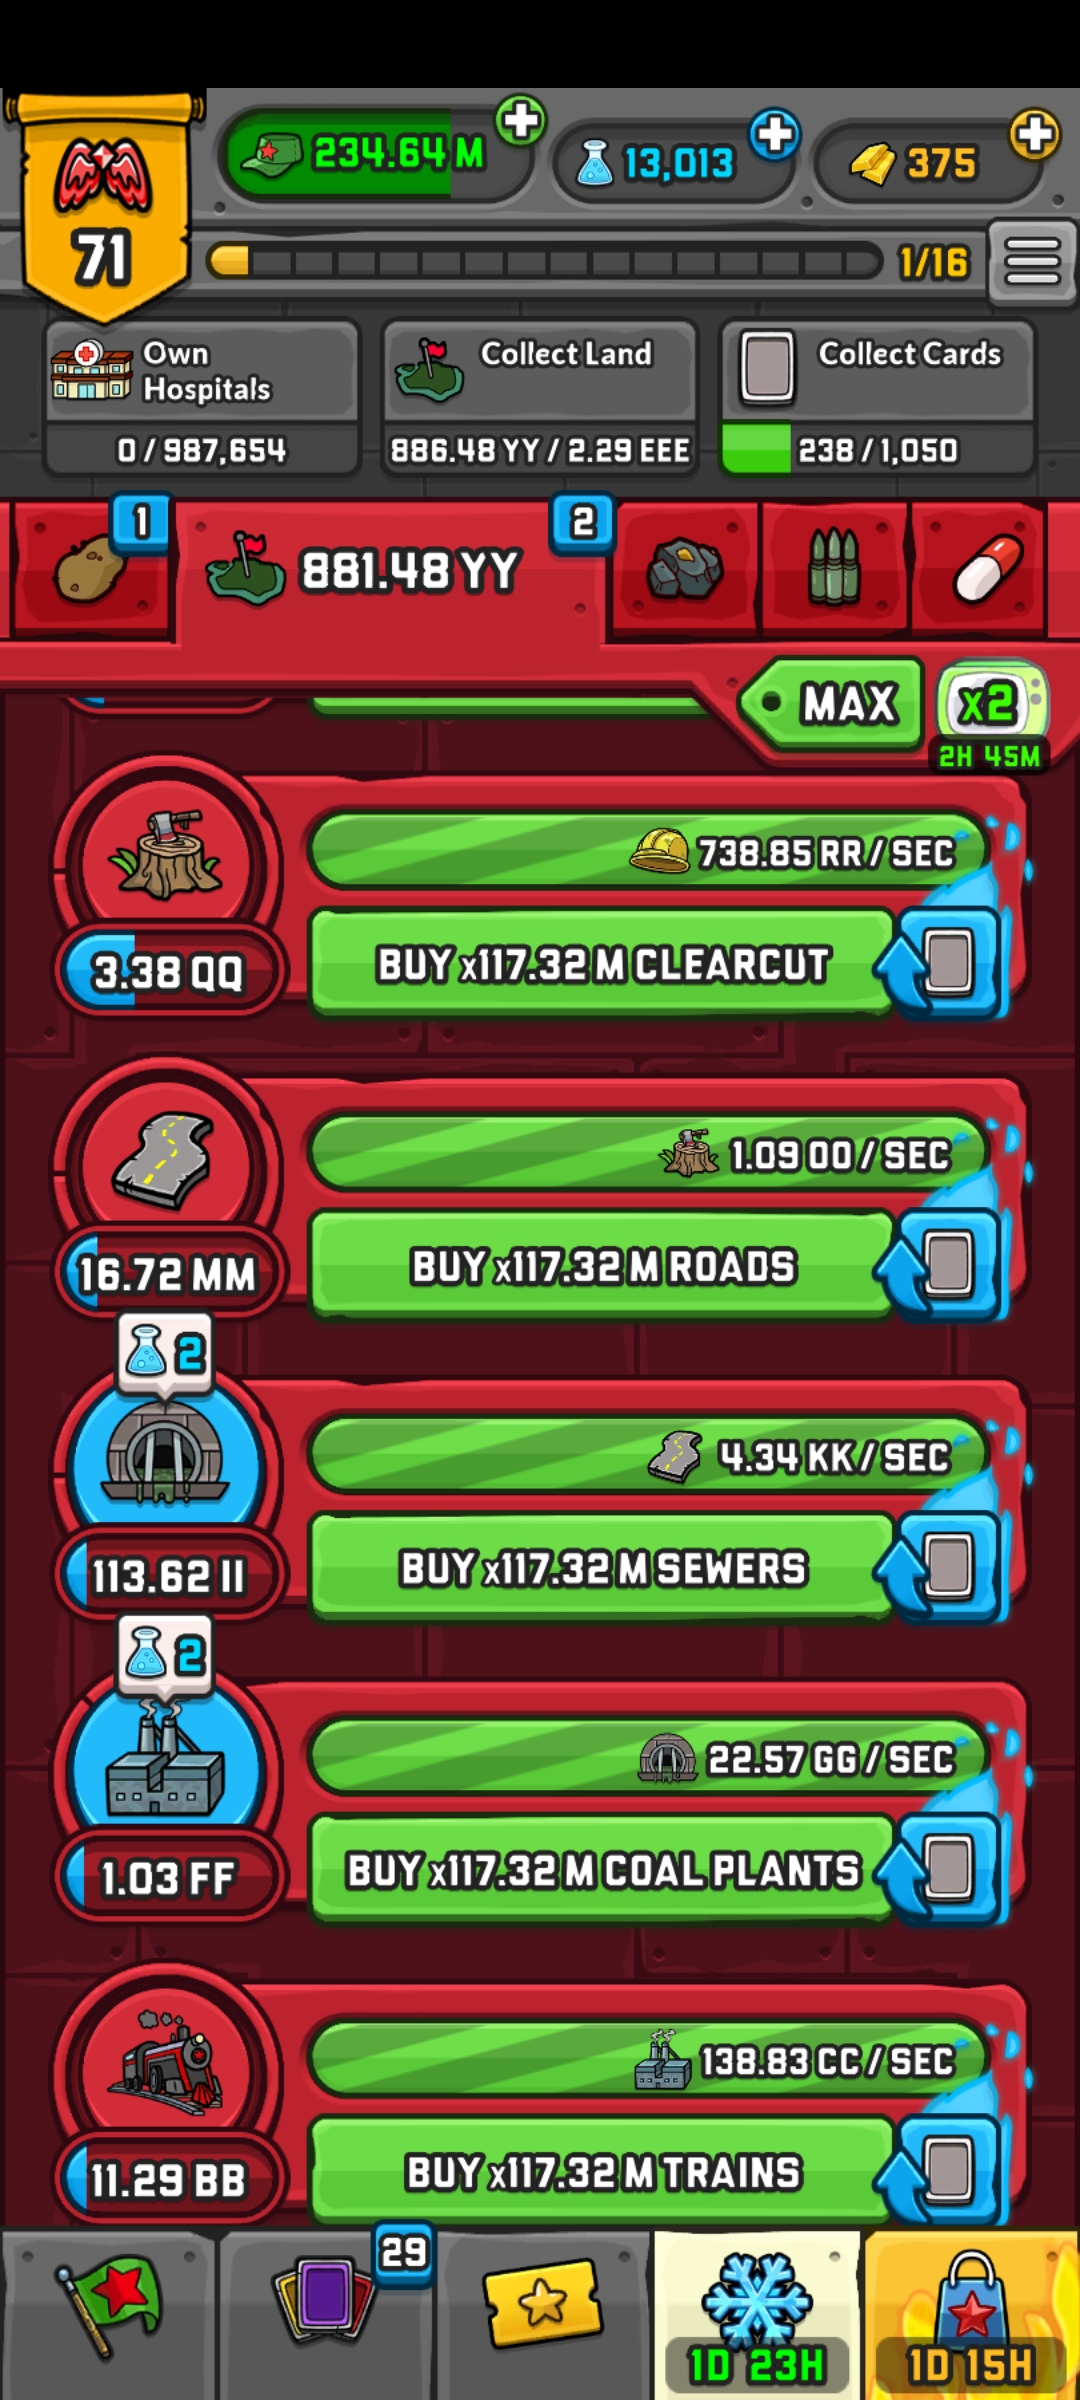 234.64 M
13,013
375
71
1/16
Own
Hospitals
Collect Land
Collect Cards
0 / 987,654
886.48 YY / 2.29 EEE
238 / 1,050
1
881.48 YY
2
MAX
x2
2H 45M
738.85 RR / SEC
3.38 QQ
BUY x117.32 M CLEARCUT
1.09 OO / SEC
16.72 MM
BUY x117.32 M ROADS
2
4.34 KK / SEC
113.62 II
BUY x117.32 M SEWERS
2
22.57 GG / SEC
1.03 FF
BUY x117.32 M COAL PLANTS
138.83 CC / SEC
11.29 BB
BUY x117.32 M TRAINS
29
1D 23H
1D 15H